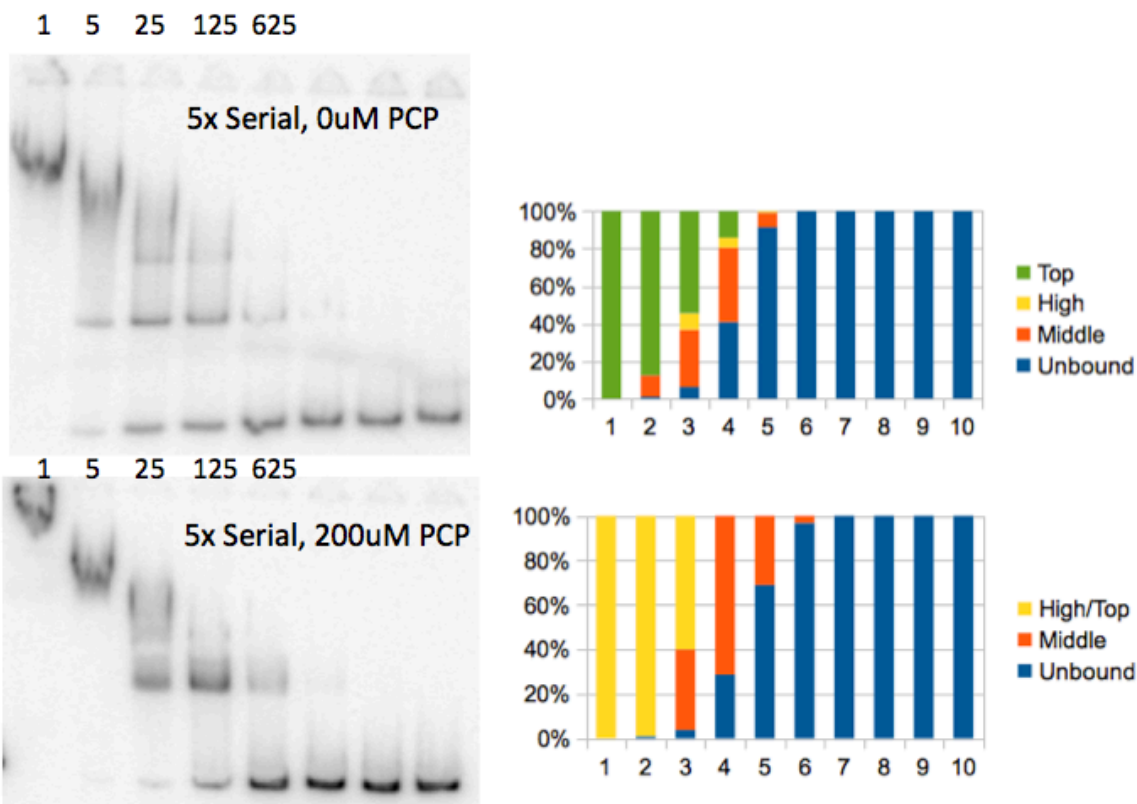 1 5 25 125 625
5x Serial, 0uM PCP
100%
80%
60%
40%
20%
0%
1 2 3 4 5 6 7 8 9 10
Top
High
Middle
Unbound
1 5 25 125 625
5x Serial, 200uM PCP
100%
80%
60%
40%
20%
0%
1 2 3 4 5 6 7 8 9 10
High/Top
Middle
Unbound